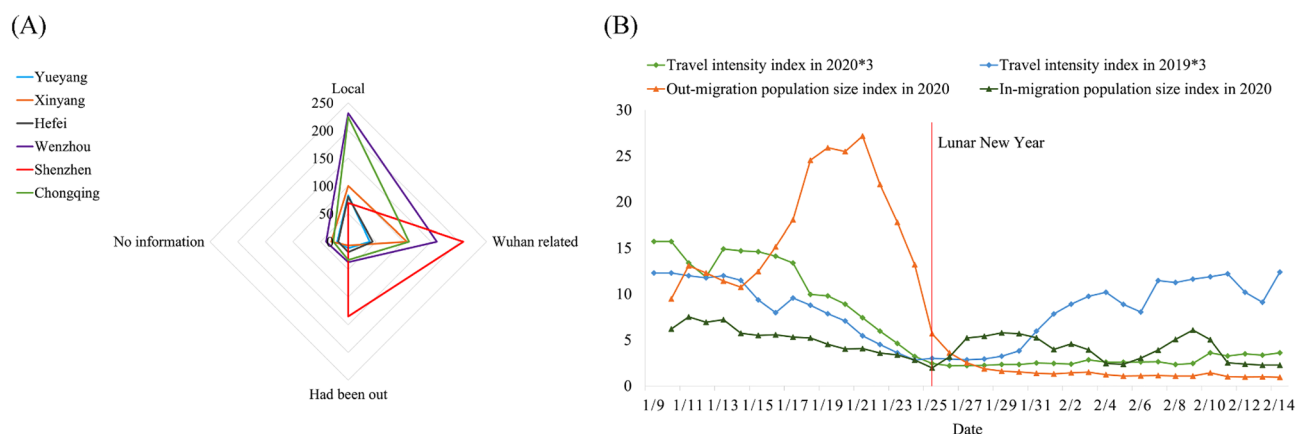 (A)
Yueyang
Xinyang
Hefei
Wenzhou
Shenzhen
Chongqing
Local
250
200
150
100
50
0
No information
Wuhan related
Had been out
(B)
Travel intensity index in 2020*3
Travel intensity index in 2019*3
Out-migration population size index in 2020
In-migration population size index in 2020
30
25
20
15
10
5
0
Lunar New Year
1/9 1/11 1/13 1/15 1/17 1/19 1/21 1/23 1/25 1/27 1/29 1/31 2/2 2/4 2/6 2/8 2/10 2/12 2/14
Date